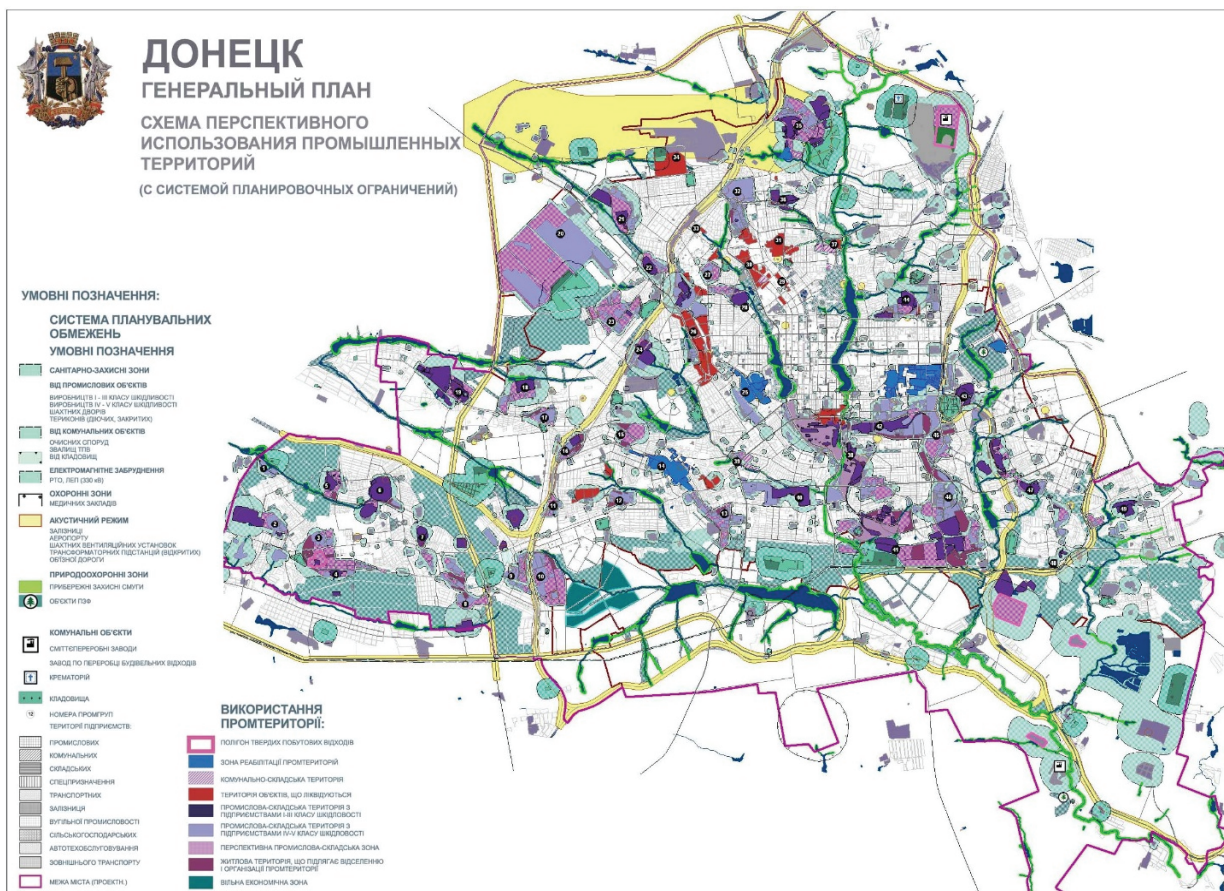 ДОНЕЦК
ГЕНЕРАЛЬНЫЙ ПЛАН
СХЕМА ПЕРСПЕКТИВНОГО
ИСПОЛЬЗОВАНИЯ ПРОМЫШЛЕННЫХ
ТЕРРИТОРИЙ
(С СИСТЕМОЙ ПЛАНИРОВОЧНЫХ ОГРАНИЧЕНИЙ)
УМОВНІ ПОЗНАЧЕННЯ:
СИСТЕМА ПЛАНУВАЛЬНИХ
ОБМЕЖЕНЬ
УМОВНІ ПОЗНАЧЕННЯ
САНІТАРНО-ЗАХИСНІ ЗОНИ
ВІД ПРОМИСЛОВИХ ОБ'ЄКТІВ
ВИРОБНИЦТВ I - III КЛАСУ ШКІДЛИВОСТІ
ВИРОБНИЦТВ IV - V КЛАСУ ШКІДЛИВОСТІ
ШАХТНИХ ДВОРІВ
ТЕРИКОНІВ (ДІЮЧИХ, ЗАКРИТИХ)
ВІД КОМУНАЛЬНИХ ОБ'ЄКТІВ
ОЧИСНИХ СПОРУД
ЗВАЛИЩ ТПВ
ВІД КЛАДОВИЩ
ЕЛЕКТРОМАГНІТНЕ ЗАБРУДНЕННЯ
РТО, ЛЕП (330 кВ)
ОХОРОННІ ЗОНИ
МЕДИЧНИХ ЗАКЛАДІВ
АКУСТИЧНИЙ РЕЖИМ
ЗАЛІЗНИЦІ
АЕРОПОРТУ
ШАХТНИХ ВЕНТИЛЯЦІЙНИХ УСТАНОВОК
ТРАНСФОРМАТОРНИХ ПІДСТАНЦІЙ (ВІДКРИТИХ)
ОБ'ЇЗНОЇ ДОРОГИ
ПРИРОДООХОРОННІ ЗОНИ
ПРИБЕРЕЖНІ ЗАХИСНІ СМУГИ
ОБ'ЄКТИ ПЗФ
КОМУНАЛЬНІ ОБ'ЄКТИ
СМІТТЄПЕРЕРОБНІ ЗАВОДИ
ЗАВОД ПО ПЕРЕРОБЦІ БУДІВЕЛЬНИХ ВІДХОДІВ
КРЕМАТОРІЙ
КЛАДОВИЩА
12 НОМЕРА ПРОМГРУП
ТЕРИТОРІЇ ПІДПРИЄМСТВ:
ПРОМИСЛОВИХ
КОМУНАЛЬНИХ
СКЛАДСЬКИХ
СПЕЦПРИЗНАЧЕННЯ
ТРАНСПОРТНИХ
ЗАЛІЗНИЦЯ
ВУГІЛЬНОЇ ПРОМИСЛОВОСТІ
СІЛЬСЬКОГОСПОДАРСЬКИХ
АВТОТЕХОБСЛУГОВУВАННЯ
ЗОВНІШНЬОГО ТРАНСПОРТУ
МЕЖА МІСТА (ПРОЕКТН.)
ВИКОРИСТАННЯ
ПРОМТЕРИТОРІЇ:
ПОЛІГОН ТВЕРДИХ ПОБУТОВИХ ВІДХОДІВ
ЗОНА РЕАБІЛІТАЦІЇ ПРОМТЕРИТОРІЙ
КОМУНАЛЬНО-СКЛАДСЬКА ТЕРИТОРІЯ
ТЕРИТОРІЯ ОБ'ЄКТІВ, ЩО ЛІКВІДУЮТЬСЯ
ПРОМИСЛОВА-СКЛАДСЬКА ТЕРИТОРІЯ З
ПІДПРИЄМСТВАМИ I-III КЛАСУ ШКІДЛИВОСТІ
ПРОМИСЛОВА-СКЛАДСЬКА ТЕРИТОРІЯ З
ПІДПРИЄМСТВАМИ IV-V КЛАСУ ШКІДЛИВОСТІ
ПЕРСПЕКТИВНА ПРОМИСЛОВА-СКЛАДСЬКА ЗОНА
ЖИТЛОВА ТЕРИТОРІЯ, ЩО ПІДЛЯГАЄ ВІДСЕЛЕННЮ
І ОРГАНІЗАЦІЇ ПРОМТЕРИТОРІЇ
ВІЛЬНА ЕКОНОМІЧНА ЗОНА